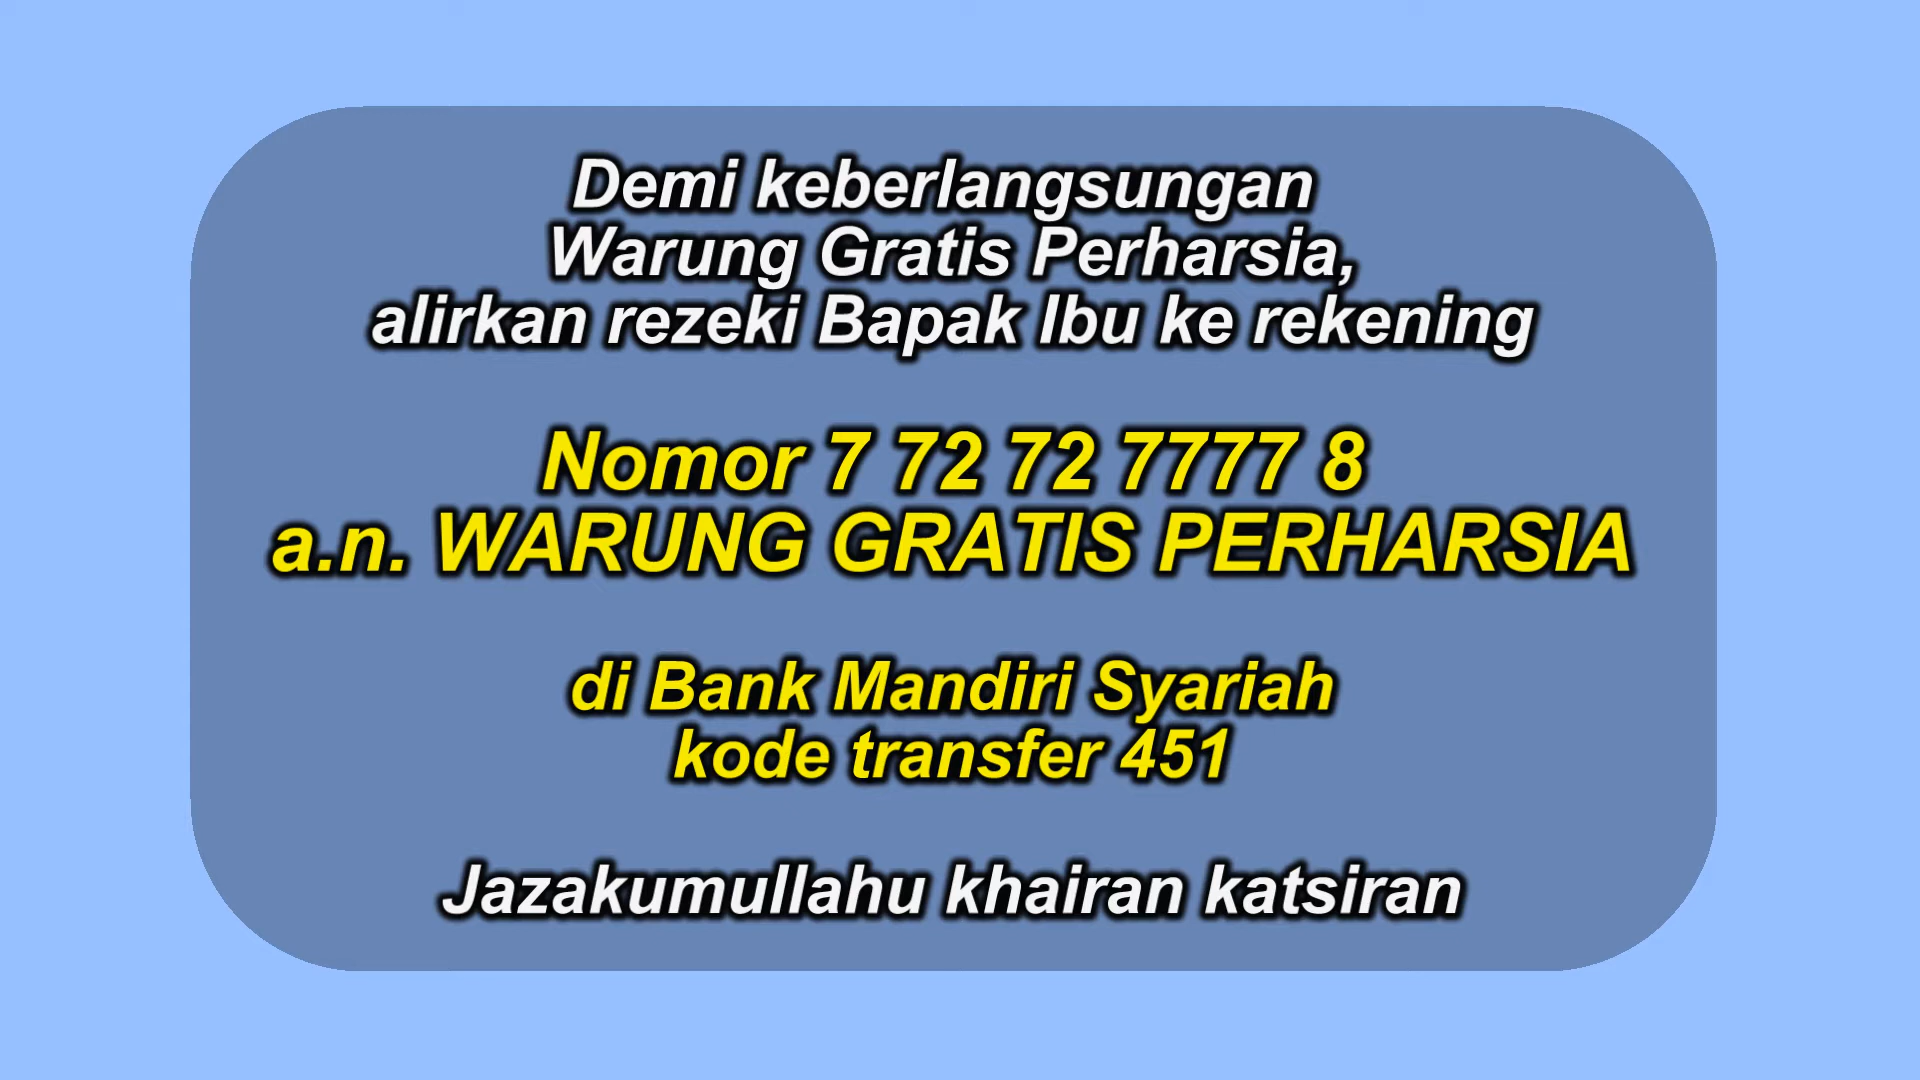 Demi keberlangsungan
Warung Gratis Perharsia,
alirkan rezeki Bapak Ibu ke rekening
Nomor 7 72 72 7777 8
a.n. WARUNG GRATIS PERHARSIA
di Bank Mandiri Syariah
kode transfer 451
Jazakumullahu khairan katsiran